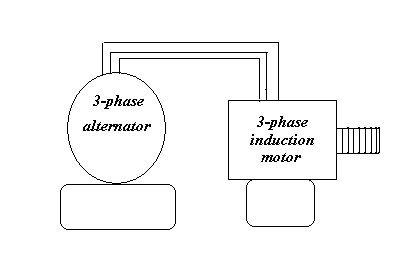 3-phase
alternator
3-phase
induction
motor